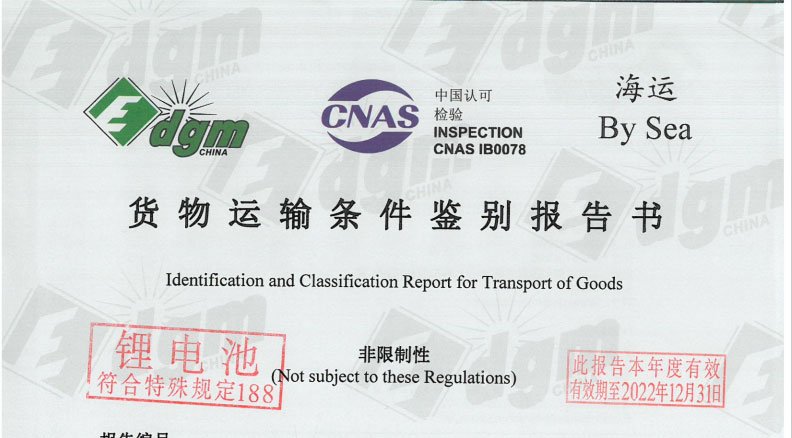 Edgm
CHINA
CNAS
中国认可
检验
INSPECTION
CNAS IB0078
海运
By Sea
货物运输条件鉴别报告书
Identification and Classification Report for Transport of Goods
锂电池
符合特殊规定188
非限制性
(Not subject to these Regulations)
此报告本年度有效
有效期至2022年12月31日